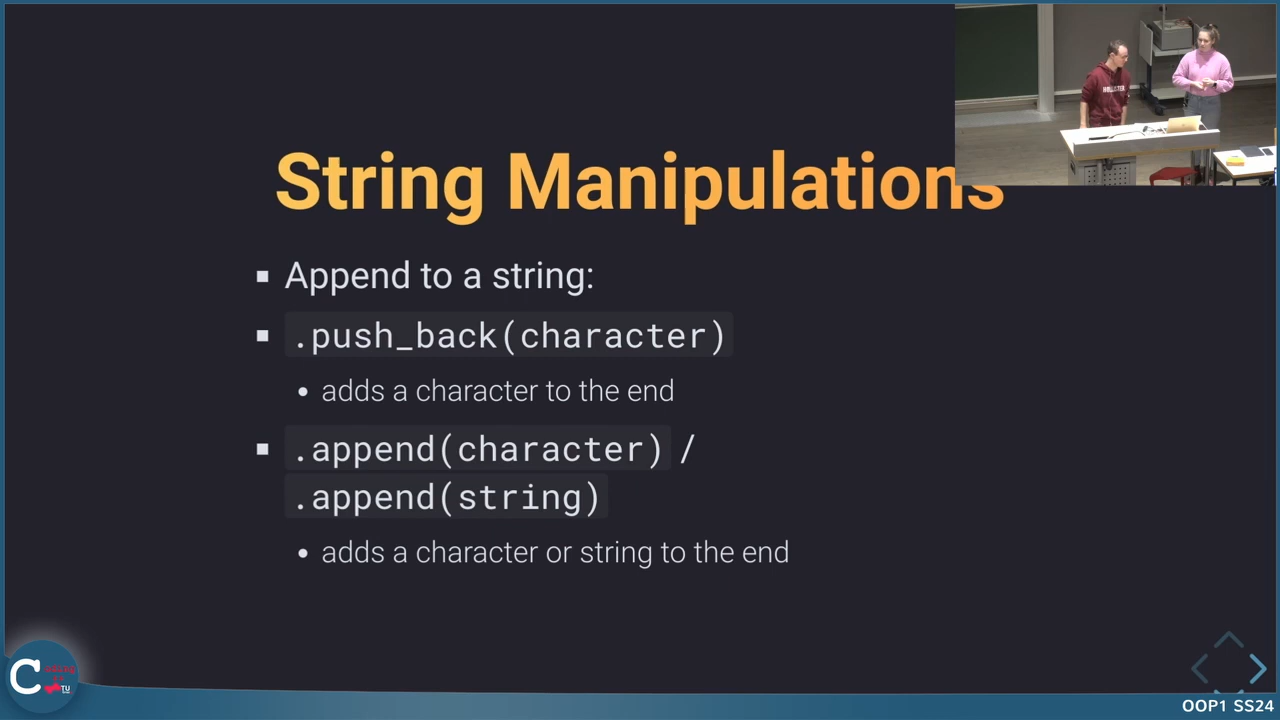 String Manipulations
Append to a string:
.push_back(character)
adds a character to the end
.append(character) /
.append(string)
adds a character or string to the end
C
TU
OOP1 SS24